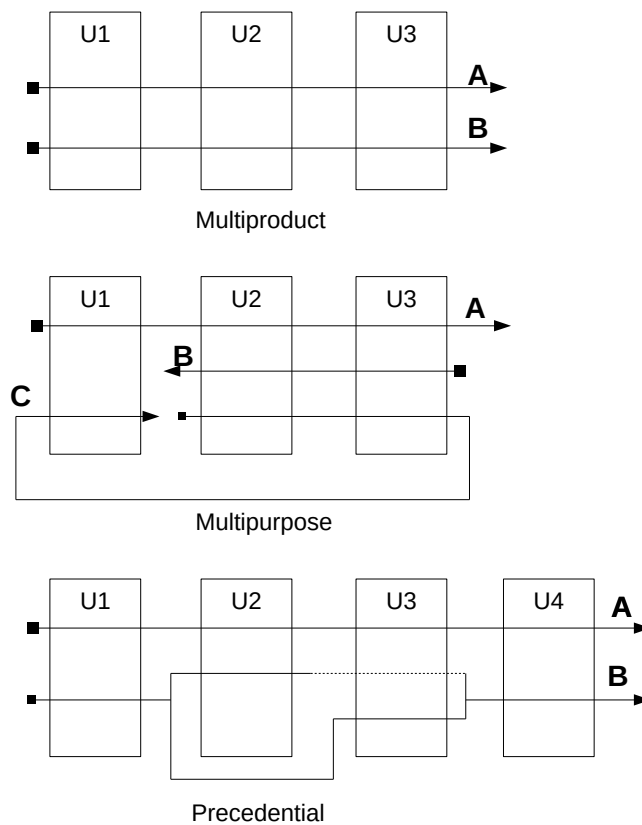 U1 U2 U3
A
B
Multiproduct
U1 U2 U3
A
B
C
Multipurpose
U1 U2 U3 U4
A
B
Precedential